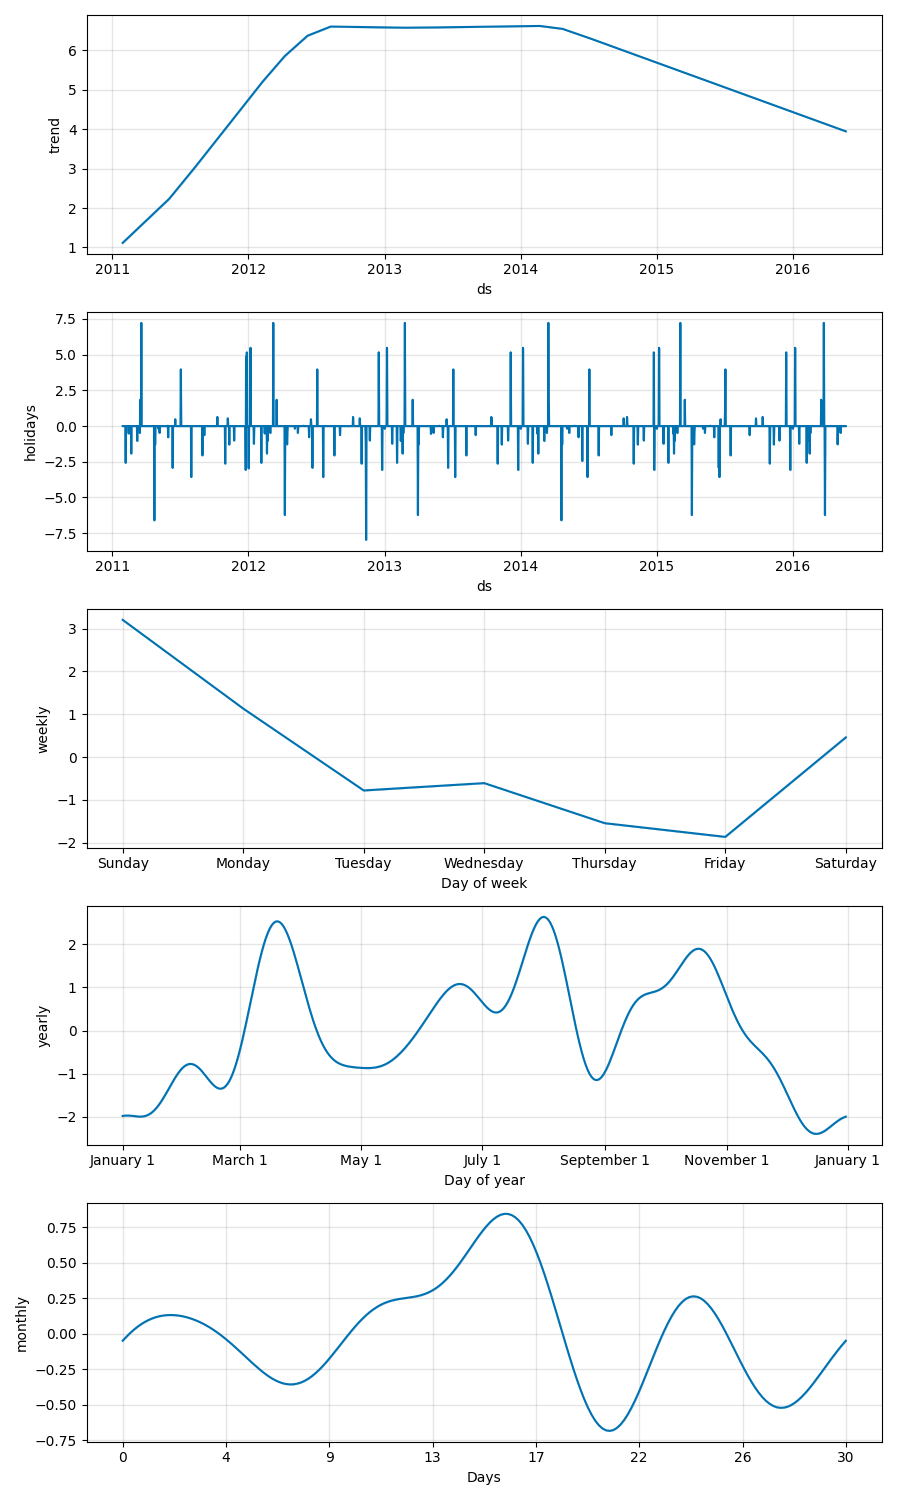 6
5
4
3
2
1
trend
2011 2012 2013 2014 2015 2016
ds
7.5
5.0
2.5
0.0
−2.5
−5.0
−7.5
holidays
2011 2012 2013 2014 2015 2016
ds
3
2
1
0
−1
−2
weekly
Sunday Monday Tuesday Wednesday Thursday Friday Saturday
Day of week
2
1
0
−1
−2
yearly
January 1 March 1 May 1 July 1 September 1 November 1 January 1
Day of year
0.75
0.50
0.25
0.00
−0.25
−0.50
−0.75
monthly
0 4 9 13 17 22 26 30
Days